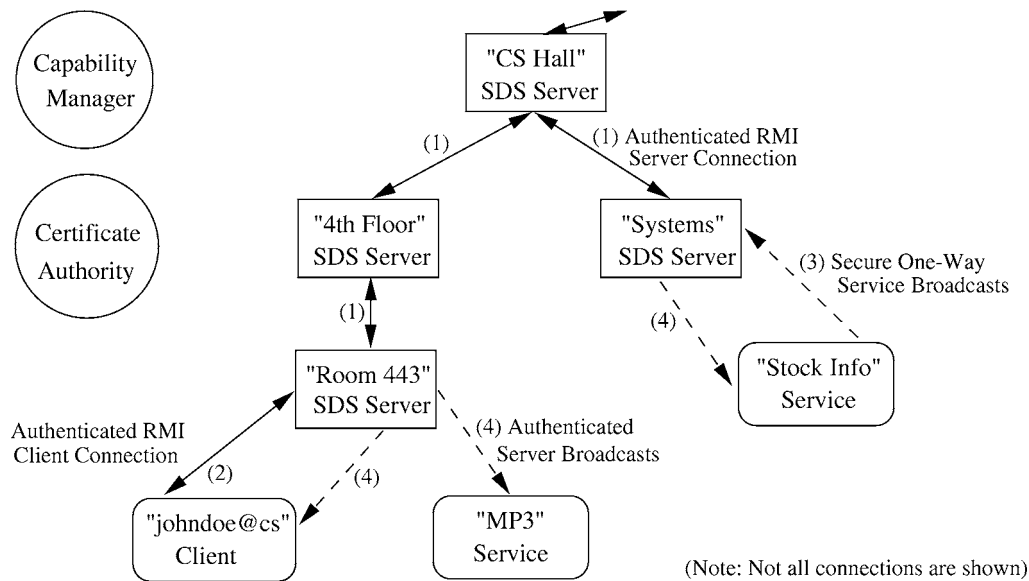 Capability
Manager
"CS Hall"
SDS Server
(1)
(1) Authenticated RMI
Server Connection
Certificate
Authority
"4th Floor"
SDS Server
"Systems"
SDS Server
(3) Secure One-Way
Service Broadcasts
(1)
(4)
"Room 443"
SDS Server
"Stock Info"
Service
Authenticated RMI
Client Connection
(2)
(4)
(4) Authenticated
Server Broadcasts
"johndoe@cs"
Client
"MP3"
Service
(Note: Not all connections are shown)